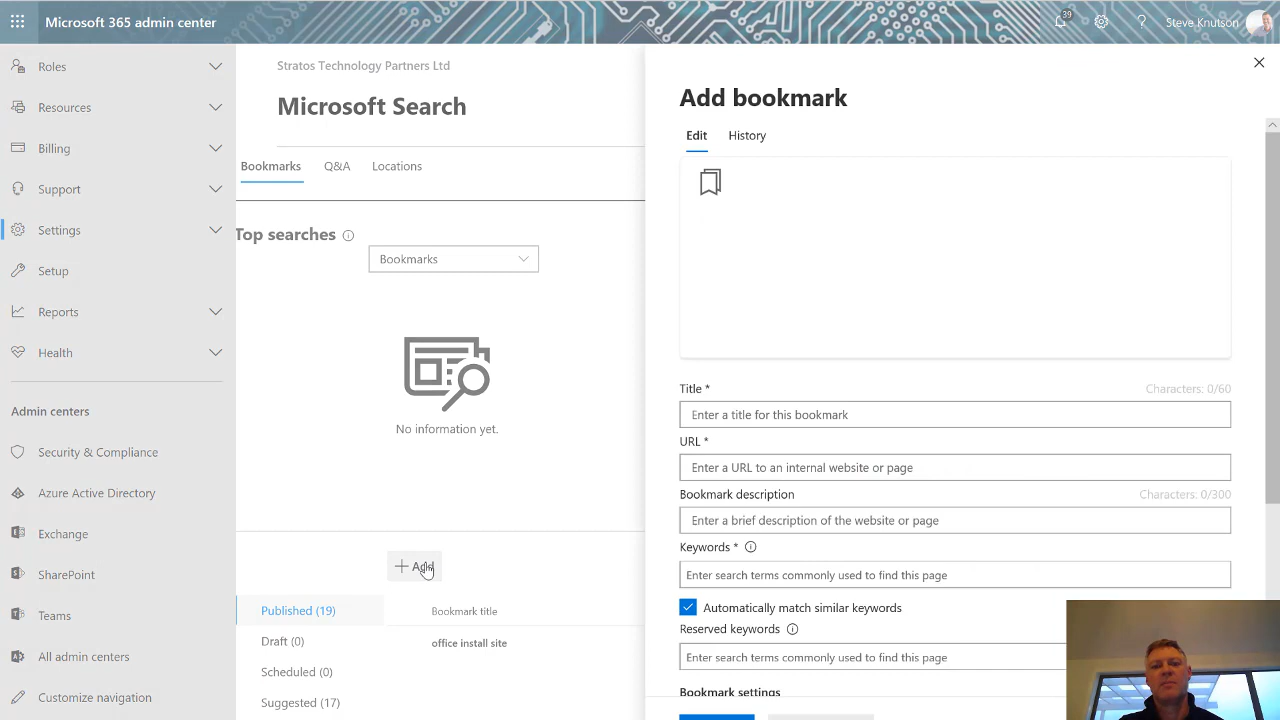 Microsoft 365 admin center
39
Steve Knutson
Roles
Resources
Billing
Support
Settings
Setup
Reports
Health
Admin centers
Security & Compliance
Azure Active Directory
Exchange
SharePoint
Teams
All admin centers
Customize navigation
Stratos Technology Partners Ltd
Microsoft Search
Bookmarks Q&A Locations
Top searches
Bookmarks
No information yet.
Add
Published (19)
Draft (0)
Scheduled (0)
Suggested (17)
Bookmark title
office install site
Add bookmark
Edit History
Title * Characters: 0/60
Enter a title for this bookmark
URL *
Enter a URL to an internal website or page
Bookmark description Characters: 0/300
Enter a brief description of the website or page
Keywords *
Enter search terms commonly used to find this page
Automatically match similar keywords
Reserved keywords
Enter search terms commonly used to find this page
Bookmark settings